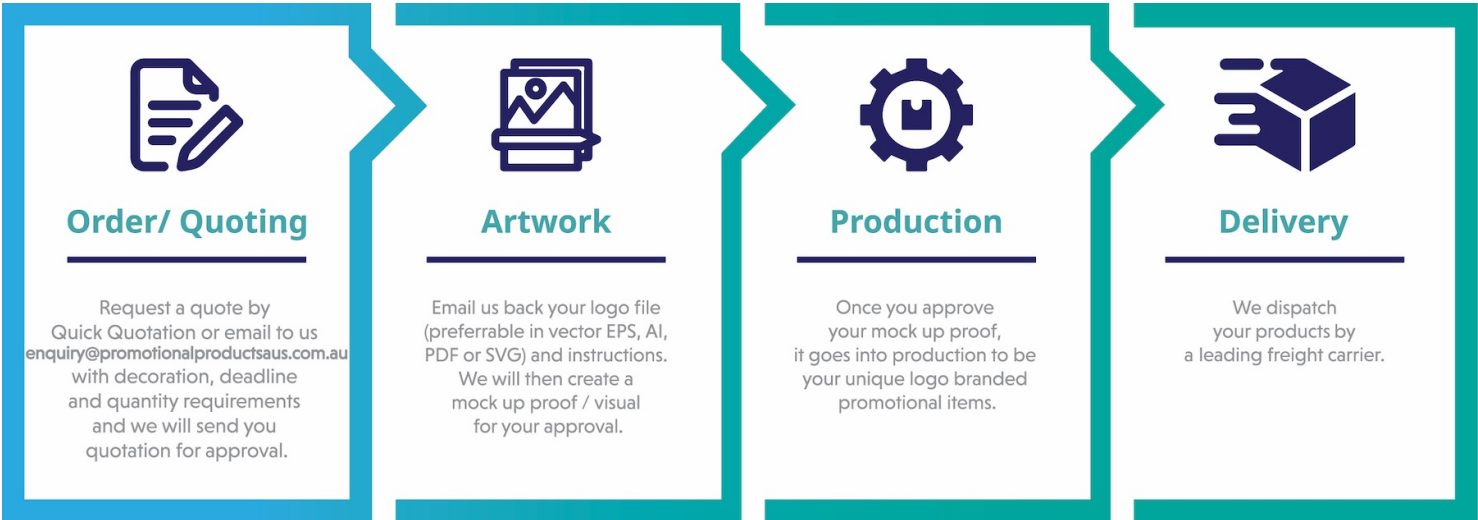 Order/ Quoting
Request a quote by
Quick Quotation or email to us
enquiry@promotionalproductsaus.com.au
with decoration, deadline
and quantity requirements
and we will send you
quotation for approval.
Artwork
Email us back your logo file
(preferrable in vector EPS, AI,
PDF or SVG) and instructions.
We will then create a
mock up proof / visual
for your approval.
Production
Once you approve
your mock up proof,
it goes into production to be
your unique logo branded
promotional items.
Delivery
We dispatch
your products by
a leading freight carrier.